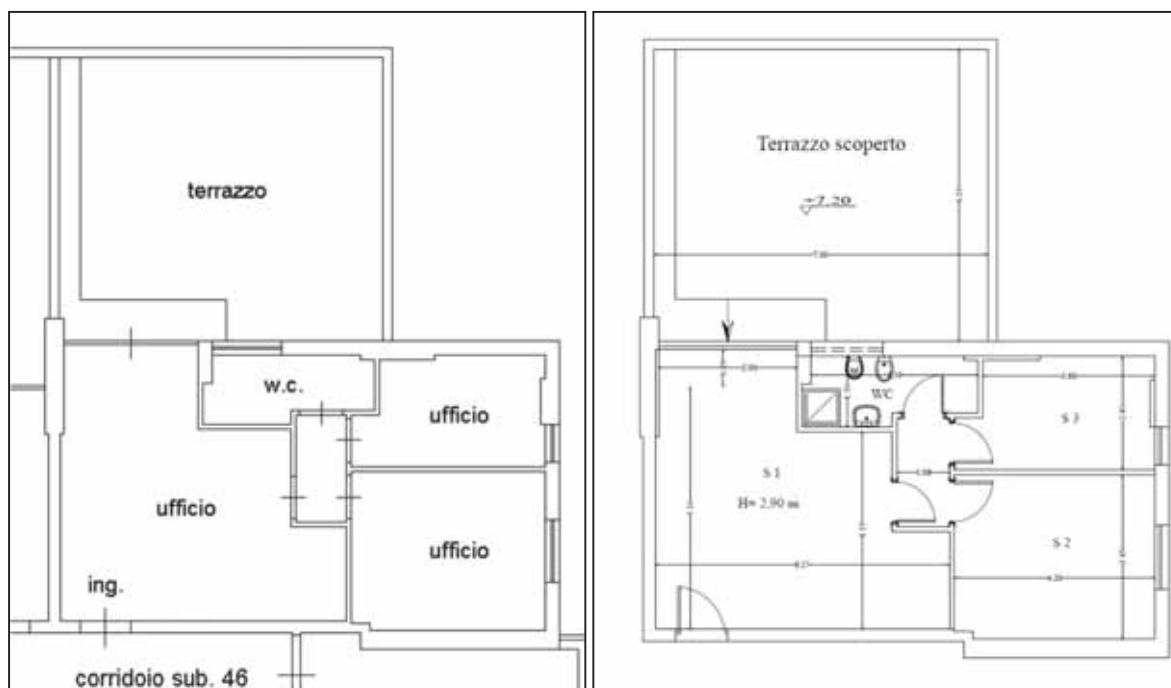 terrazzo
w.c.
ufficio
ufficio
ufficio
ing.
corridoio sub. 46
Terrazzo scoperto
+7.20
WC
S 3
S 1
H= 2,90 m
S 2